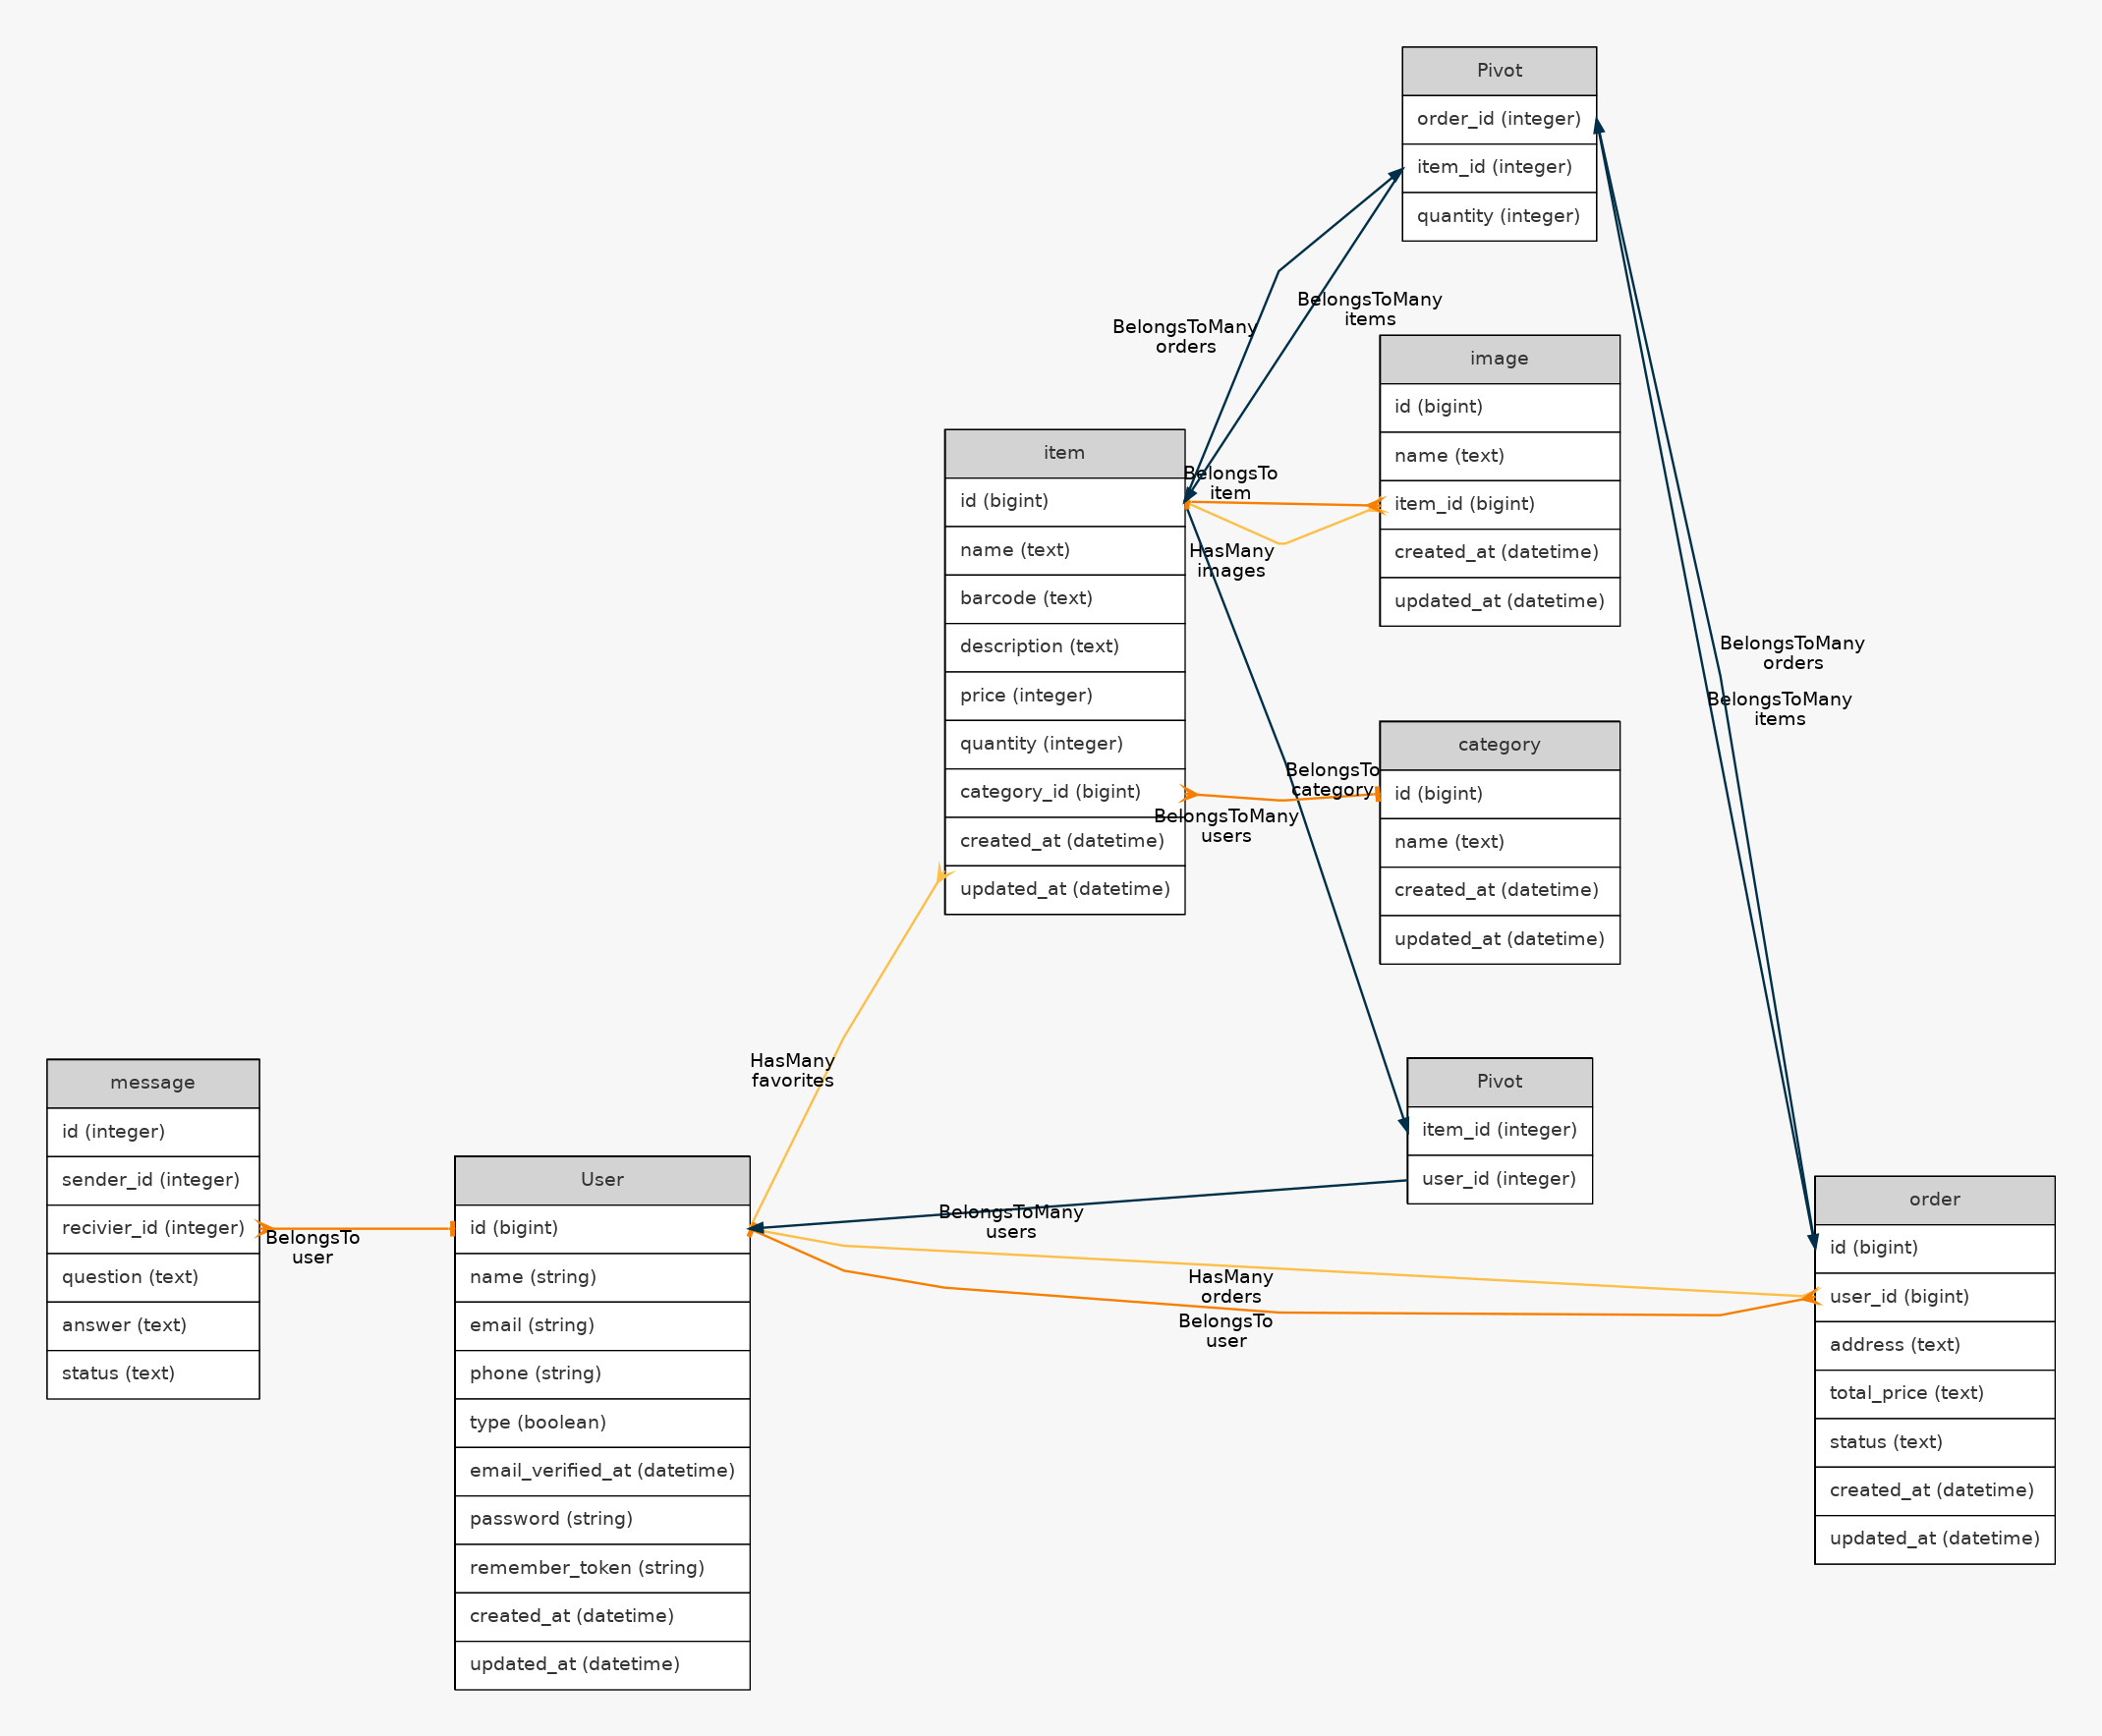 Pivot
order_id (integer)
item_id (integer)
quantity (integer)
BelongsToMany
orders
BelongsToMany
items
image
id (bigint)
name (text)
item_id (bigint)
created_at (datetime)
updated_at (datetime)
item
id (bigint)
name (text)
barcode (text)
description (text)
price (integer)
quantity (integer)
category_id (bigint)
created_at (datetime)
updated_at (datetime)
BelongsTo
item
HasMany
images
BelongsToMany
orders
BelongsToMany
items
category
id (bigint)
name (text)
created_at (datetime)
updated_at (datetime)
BelongsTo
category
BelongsToMany
users
HasMany
favorites
message
id (integer)
sender_id (integer)
recivier_id (integer)
question (text)
answer (text)
status (text)
BelongsTo
user
User
id (bigint)
name (string)
email (string)
phone (string)
type (boolean)
email_verified_at (datetime)
password (string)
remember_token (string)
created_at (datetime)
updated_at (datetime)
Pivot
item_id (integer)
user_id (integer)
BelongsToMany
users
HasMany
orders
BelongsTo
user
order
id (bigint)
user_id (bigint)
address (text)
total_price (text)
status (text)
created_at (datetime)
updated_at (datetime)